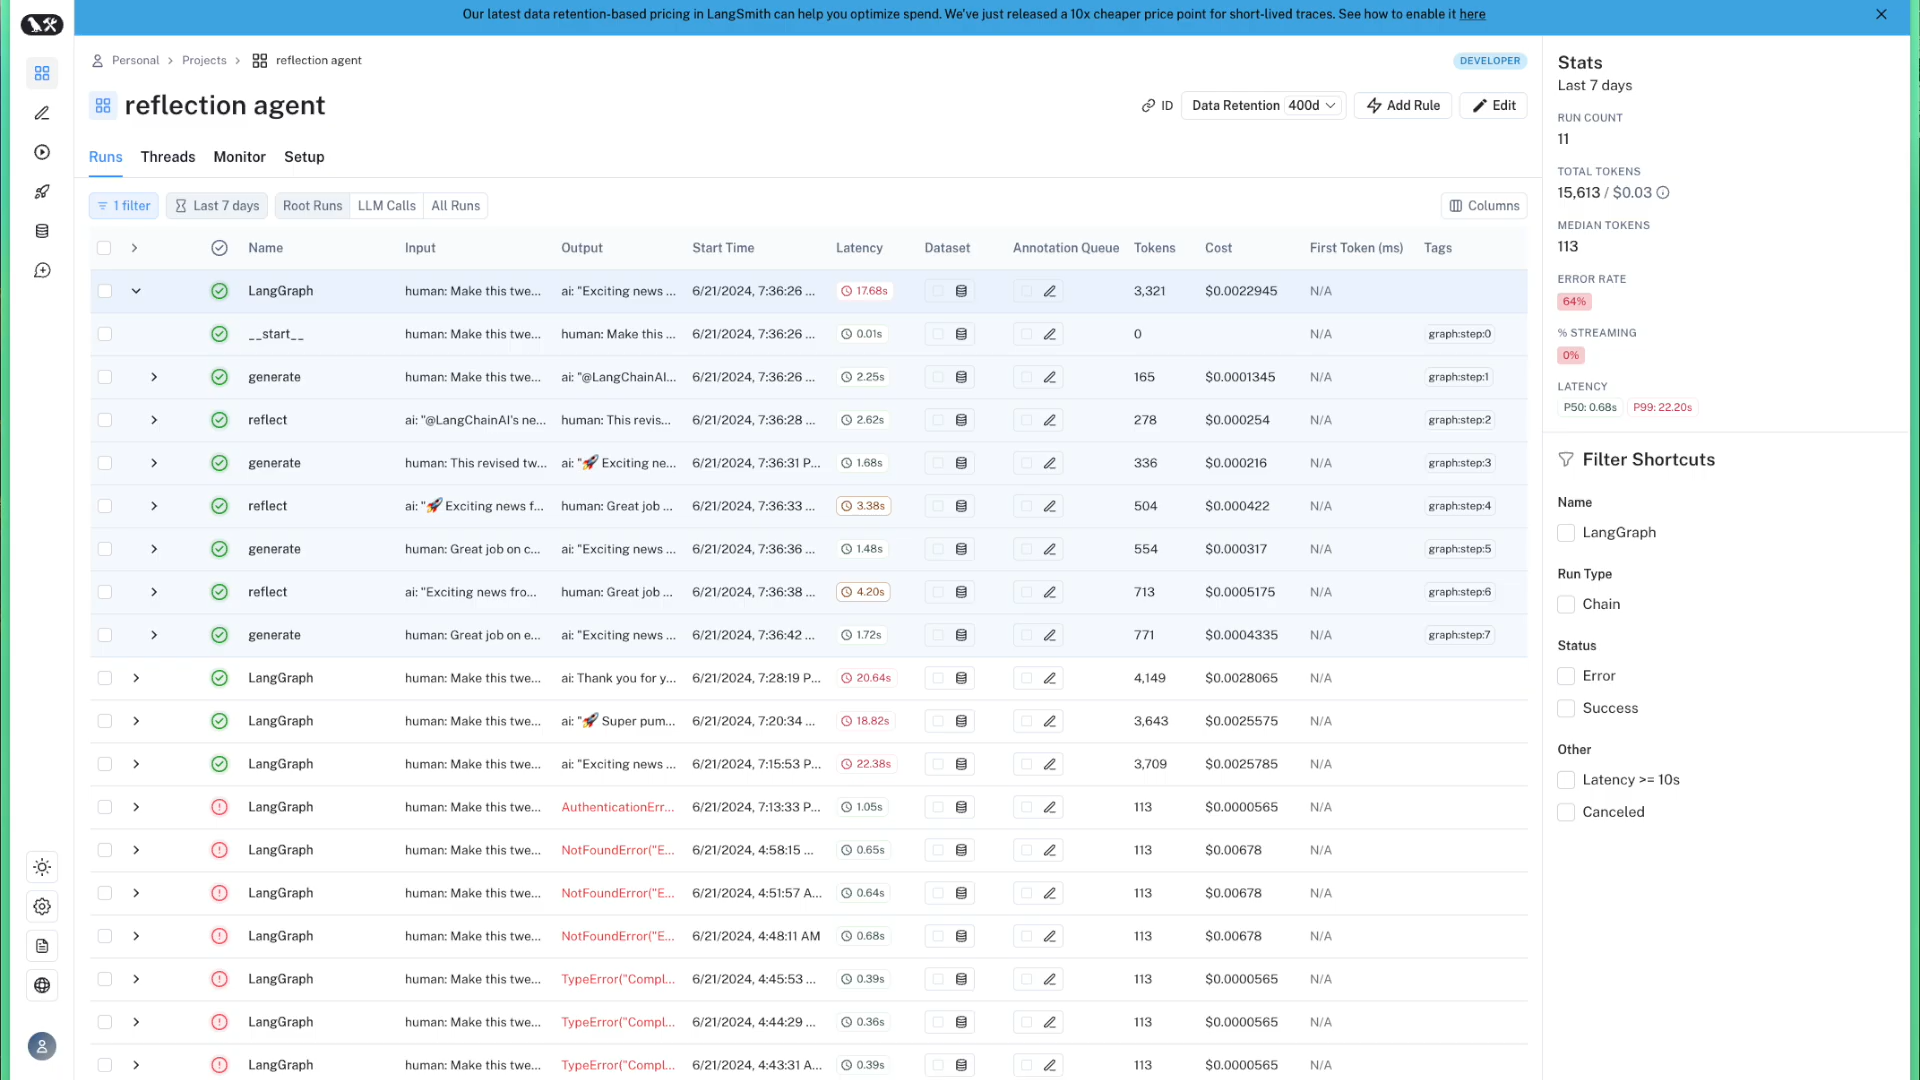 Our latest data retention-based pricing in LangSmith can help you optimize spend. We've just released a 10x cheaper price point for short-lived traces. See how to enable it here
Personal > Projects > reflection agent
DEVELOPER
reflection agent
ID
Data Retention 400d
Add Rule
Edit
Runs Threads Monitor Setup
1 filter Last 7 days Root Runs LLM Calls All Runs Columns
Name Input Output Start Time Latency Dataset Annotation Queue Tokens Cost First Token (ms) Tags
LangGraph human: Make this twe... ai: "Exciting news ... 6/21/2024, 7:36:26 ... 17.68s 3,321 $0.0022945 N/A
__start__ human: Make this twe... human: Make this ... 6/21/2024, 7:36:26 ... 0.01s 0 N/A graph:step:0
generate human: Make this twe... ai: "@LangChainAI... 6/21/2024, 7:36:26 ... 2.25s 165 $0.0001345 N/A graph:step:1
reflect ai: "@LangChainAI's ne... human: This revis... 6/21/2024, 7:36:28 ... 2.62s 278 $0.000254 N/A graph:step:2
generate human: This revised tw... ai: "🚀 Exciting ne... 6/21/2024, 7:36:31 P... 1.68s 336 $0.000216 N/A graph:step:3
reflect ai: "🚀 Exciting news f... human: Great job ... 6/21/2024, 7:36:33 ... 3.38s 504 $0.000422 N/A graph:step:4
generate human: Great job on c... ai: "Exciting news ... 6/21/2024, 7:36:36 ... 1.48s 554 $0.000317 N/A graph:step:5
reflect ai: "Exciting news fro... human: Great job ... 6/21/2024, 7:36:38 ... 4.20s 713 $0.0005175 N/A graph:step:6
generate human: Great job on e... ai: "Exciting news ... 6/21/2024, 7:36:42 ... 1.72s 771 $0.0004335 N/A graph:step:7
LangGraph human: Make this twe... ai: Thank you for y... 6/21/2024, 7:28:19 P... 20.64s 4,149 $0.0028065 N/A
LangGraph human: Make this twe... ai: "🚀 Super pum... 6/21/2024, 7:20:34 ... 18.82s 3,643 $0.0025575 N/A
LangGraph human: Make this twe... ai: "Exciting news ... 6/21/2024, 7:15:53 P... 22.38s 3,709 $0.0025785 N/A
LangGraph human: Make this twe... AuthenticationErr... 6/21/2024, 7:13:33 P... 1.05s 113 $0.0000565 N/A
LangGraph human: Make this twe... NotFoundError("E... 6/21/2024, 4:58:15 ... 0.65s 113 $0.00678 N/A
LangGraph human: Make this twe... NotFoundError("E... 6/21/2024, 4:51:57 A... 0.64s 113 $0.00678 N/A
LangGraph human: Make this twe... NotFoundError("E... 6/21/2024, 4:48:11 AM 0.68s 113 $0.00678 N/A
LangGraph human: Make this twe... TypeError("Compl... 6/21/2024, 4:45:53 ... 0.39s 113 $0.0000565 N/A
LangGraph human: Make this twe... TypeError("Compl... 6/21/2024, 4:44:29 ... 0.36s 113 $0.0000565 N/A
LangGraph human: Make this twe... TypeError("Compl... 6/21/2024, 4:43:31 A... 0.39s 113 $0.0000565 N/A
Stats
Last 7 days
RUN COUNT
11
TOTAL TOKENS
15,613 / $0.03
MEDIAN TOKENS
113
ERROR RATE
64%
% STREAMING
0%
LATENCY
P50: 0.68s P99: 22.20s
Filter Shortcuts
Name
LangGraph
Run Type
Chain
Status
Error
Success
Other
Latency >= 10s
Canceled